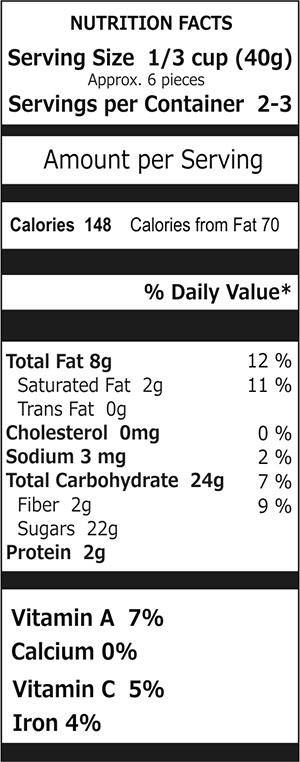 NUTRITION FACTS
Serving Size 1/3 cup (40g)
Approx. 6 pieces
Servings per Container 2-3
Amount per Serving
Calories 148 Calories from Fat 70
% Daily Value*
Total Fat 8g 12 %
Saturated Fat 2g 11 %
Trans Fat 0g
Cholesterol 0mg 0 %
Sodium 3 mg 2 %
Total Carbohydrate 24g 7 %
Fiber 2g 9 %
Sugars 22g
Protein 2g
Vitamin A 7%
Calcium 0%
Vitamin C 5%
Iron 4%